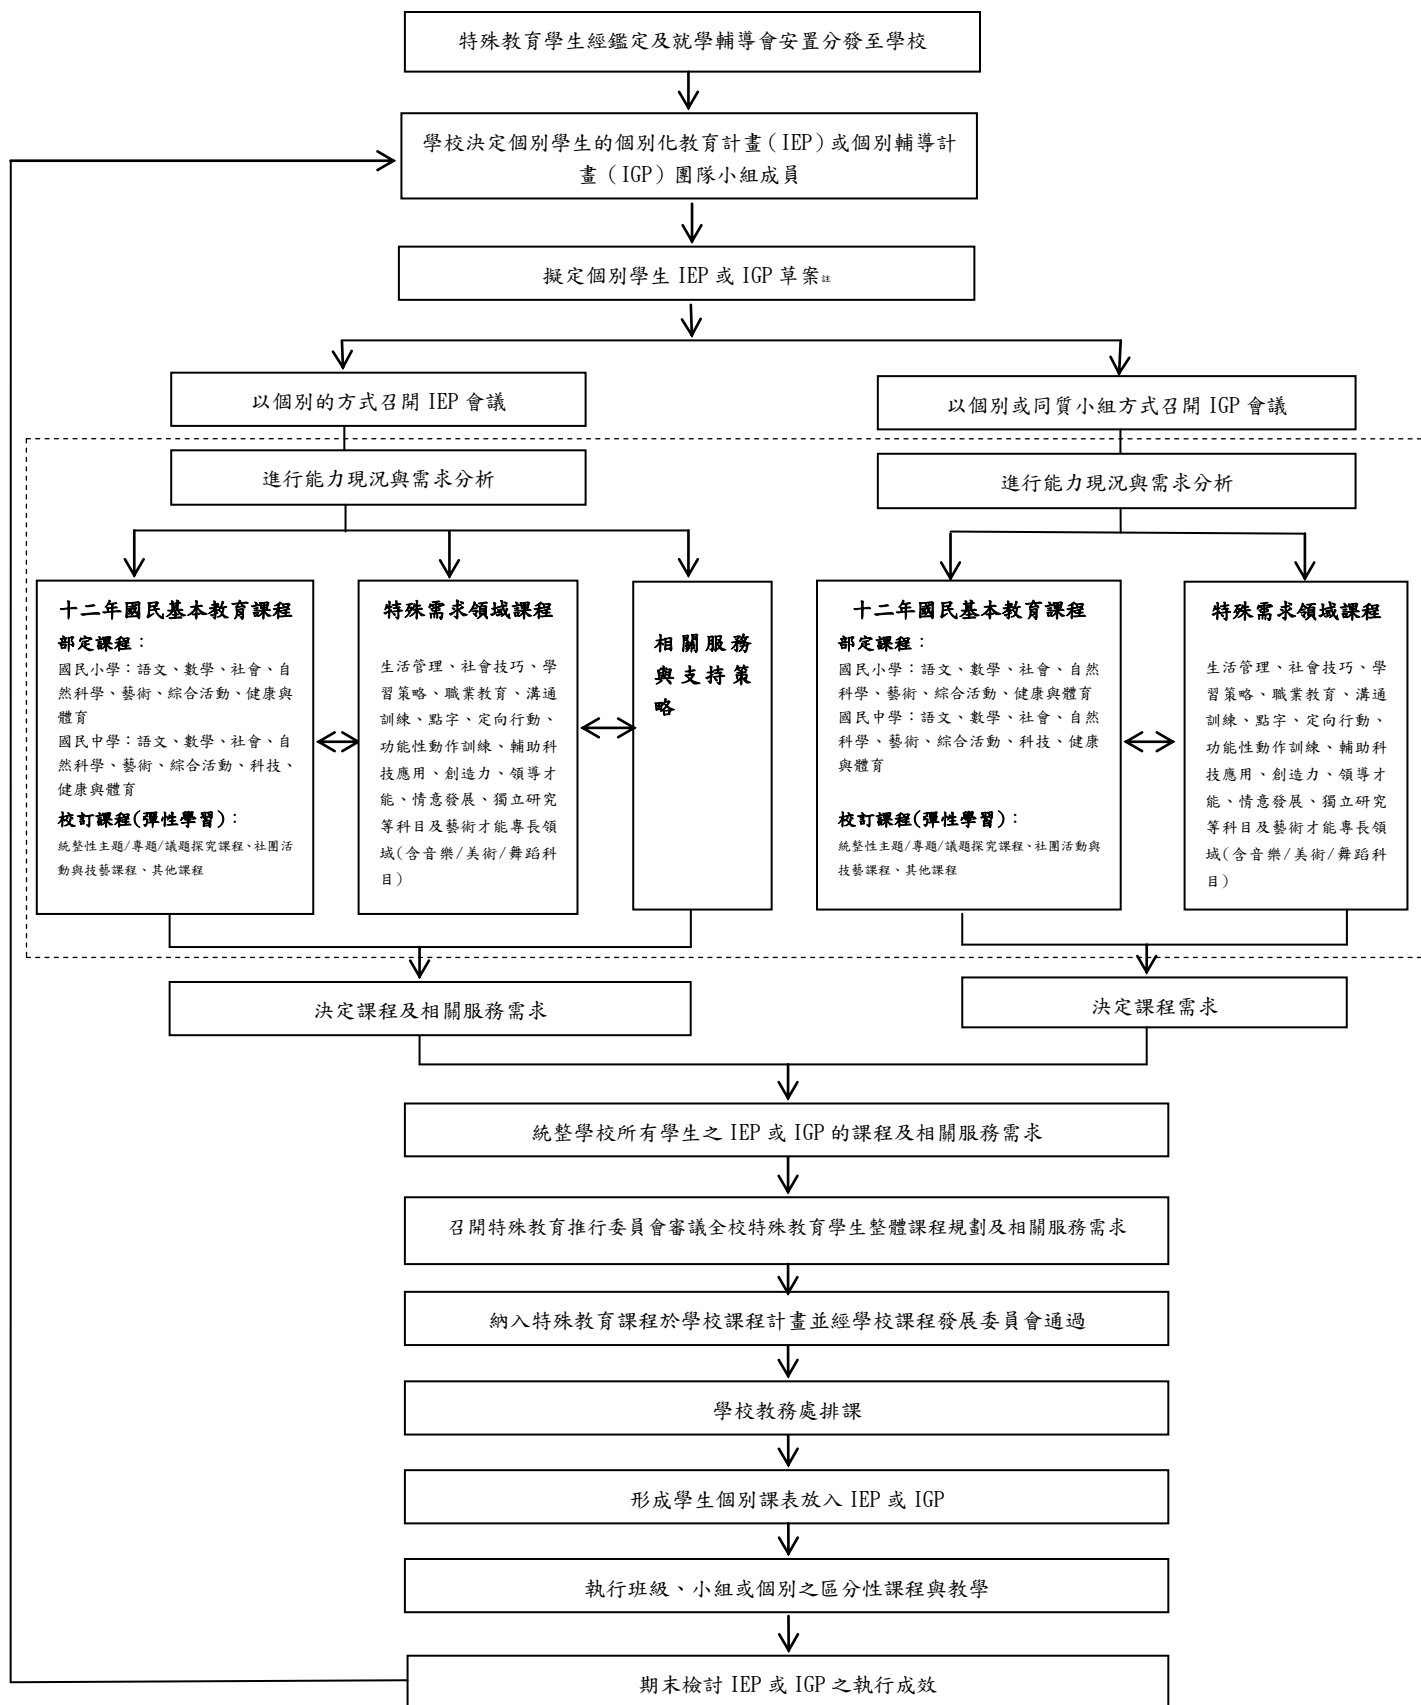 特殊教育學生經鑑定及就學輔導會安置分發至學校
學校決定個別學生的個別化教育計畫(IEP)或個別輔導計
畫(IGP)團隊小組成員
擬定個別學生 IEP 或 IGP 草案註
以個別的方式召開 IEP 會議
進行能力現況與需求分析
十二年國民基本教育課程
部定課程：
國民小學：語文、數學、社會、自
然科學、藝術、綜合活動、健康與
體育
國民中學：語文、數學、社會、自
然科學、藝術、綜合活動、科技、
健康與體育
校訂課程(彈性學習)：
統整性主題/專題/議題探究課程、社團活
動與技藝課程、其他課程
特殊需求領域課程
生活管理、社會技巧、學
習策略、職業教育、溝通
訓練、點字、定向行動、
功能性動作訓練、輔助科
技應用、創造力、領導才
能、情意發展、獨立研究
等科目及藝術才能專長領
域(含音樂/美術/舞蹈科
目)
相關服務
與支持策
略
決定課程及相關服務需求
以個別或同質小組方式召開 IGP 會議
進行能力現況與需求分析
十二年國民基本教育課程
部定課程：
國民小學：語文、數學、社會、自然
科學、藝術、綜合活動、健康與體育
國民中學：語文、數學、社會、自然
科學、藝術、綜合活動、科技、健康
與體育
校訂課程(彈性學習)：
統整性主題/專題/議題探究課程、社團活動與
技藝課程、其他課程
特殊需求領域課程
生活管理、社會技巧、學
習策略、職業教育、溝通
訓練、點字、定向行動、
功能性動作訓練、輔助科
技應用、創造力、領導才
能、情意發展、獨立研究
等科目及藝術才能專長領
域(含音樂/美術/舞蹈科
目)
決定課程需求
統整學校所有學生之 IEP 或 IGP 的課程及相關服務需求
召開特殊教育推行委員會審議全校特殊教育學生整體課程規劃及相關服務需求
納入特殊教育課程於學校課程計畫並經學校課程發展委員會通過
學校教務處排課
形成學生個別課表放入 IEP 或 IGP
執行班級、小組或個別之區分性課程與教學
期末檢討 IEP 或 IGP 之執行成效